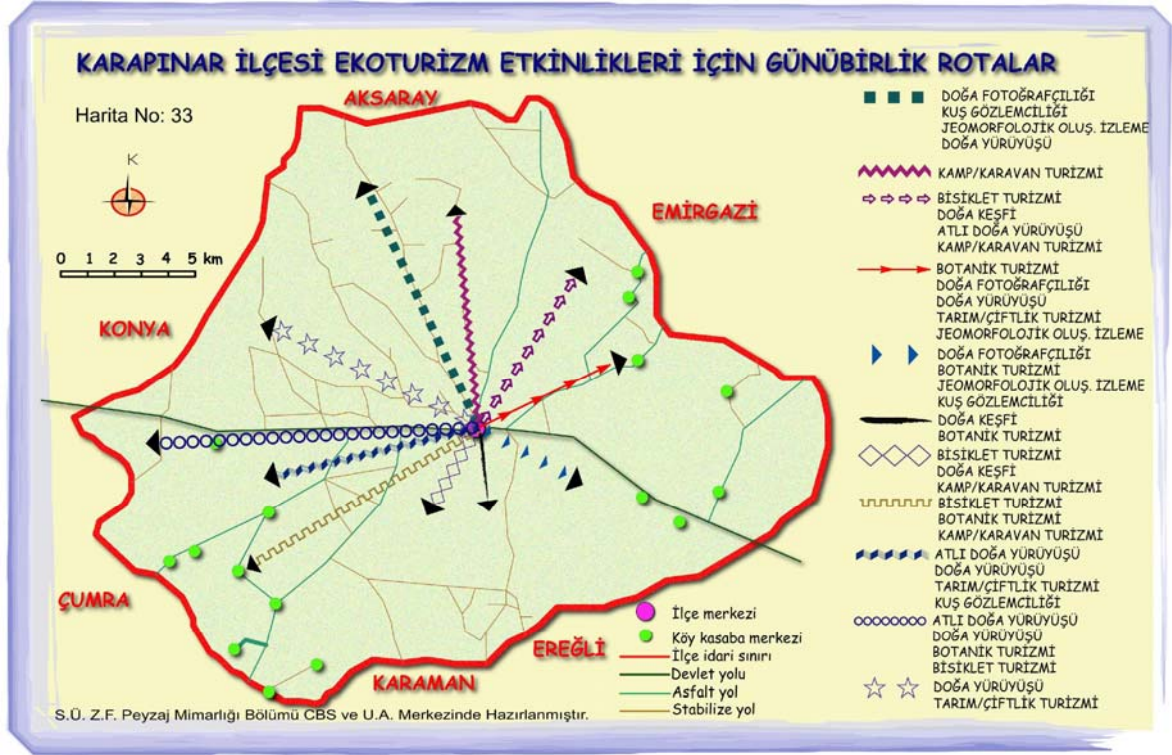 KARAPINAR İLÇESİ EKOTURİZM ETKİNLİKLERİ İÇİN GÜNÜBİRLİK ROTALAR
Harita No: 33
K
0 1 2 3 4 5 km
AKSARAY
EMİRGAZİ
KONYA
ÇUMRA
KARAMAN
EREĞLİ
DOĞA FOTOĞRAFÇILIĞI
KUŞ GÖZLEMCİLİĞİ
JEOMORFOLOJİK OLUŞ. İZLEME
DOĞA YÜRÜYÜŞÜ
KAMP/KARAVAN TURİZMİ
BİSİKLET TURİZMİ
DOĞA KEŞFİ
ATLI DOĞA YÜRÜYÜŞÜ
KAMP/KARAVAN TURİZMİ
BOTANİK TURİZMİ
DOĞA FOTOĞRAFÇILIĞI
DOĞA YÜRÜYÜŞÜ
TARIM/ÇİFTLİK TURİZMİ
JEOMORFOLOJİK OLUŞ. İZLEME
DOĞA FOTOĞRAFÇILIĞI
BOTANİK TURİZMİ
JEOMORFOLOJİK OLUŞ. İZLEME
KUŞ GÖZLEMCİLİĞİ
DOĞA KEŞFİ
BOTANİK TURİZMİ
BİSİKLET TURİZMİ
DOĞA KEŞFİ
KAMP/KARAVAN TURİZMİ
BİSİKLET TURİZMİ
BOTANİK TURİZMİ
KAMP/KARAVAN TURİZMİ
ATLI DOĞA YÜRÜYÜŞÜ
DOĞA YÜRÜYÜŞÜ
TARIM/ÇİFTLİK TURİZMİ
KUŞ GÖZLEMCİLİĞİ
ATLI DOĞA YÜRÜYÜŞÜ
DOĞA YÜRÜYÜŞÜ
BOTANİK TURİZMİ
BİSİKLET TURİZMİ
DOĞA YÜRÜYÜŞÜ
TARIM/ÇİFTLİK TURİZMİ
İlçe merkezi
Köy kasaba merkezi
İlçe idari sınırı
Devlet yolu
Asfalt yol
Stabilize yol
S.Ü. Z.F. Peyzaj Mimarlığı Bölümü CBS ve U.A. Merkezinde Hazırlanmıştır.